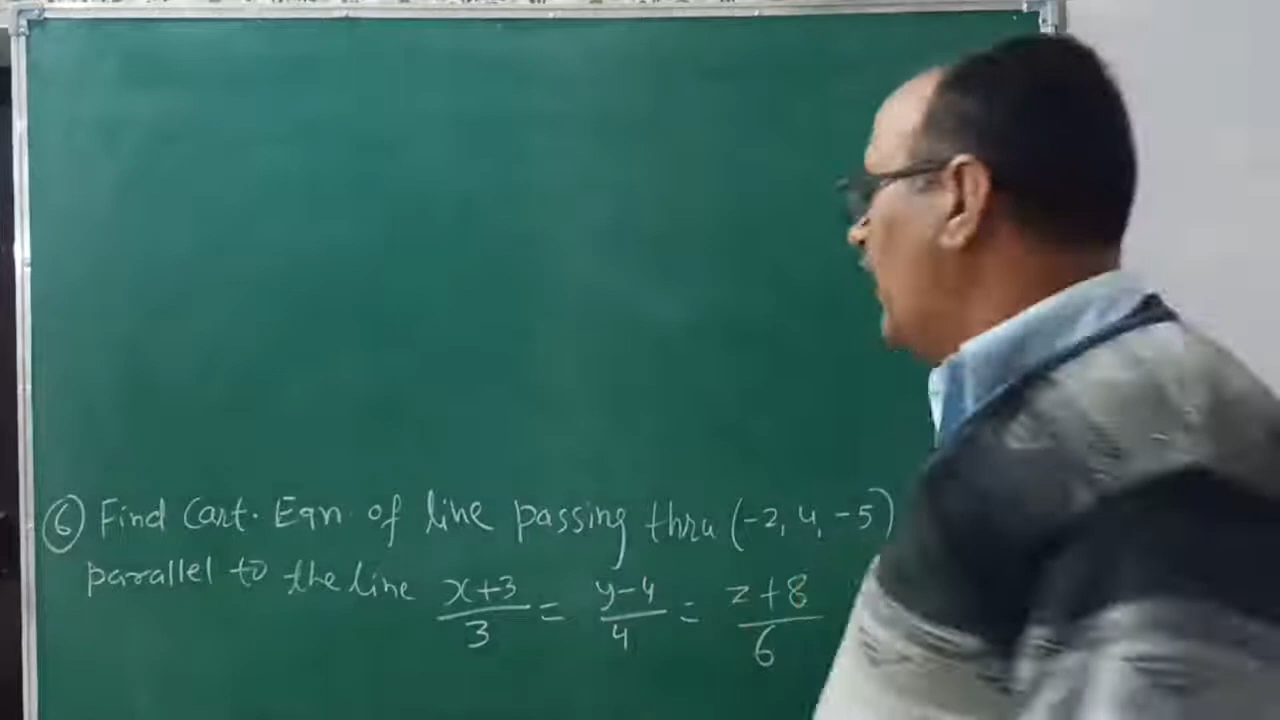 ⑥ Find Cart. Eqn. of line passing thru (-2, 4, -5)
parallel to the line x+3/3 = y-4/4 = z+8/6